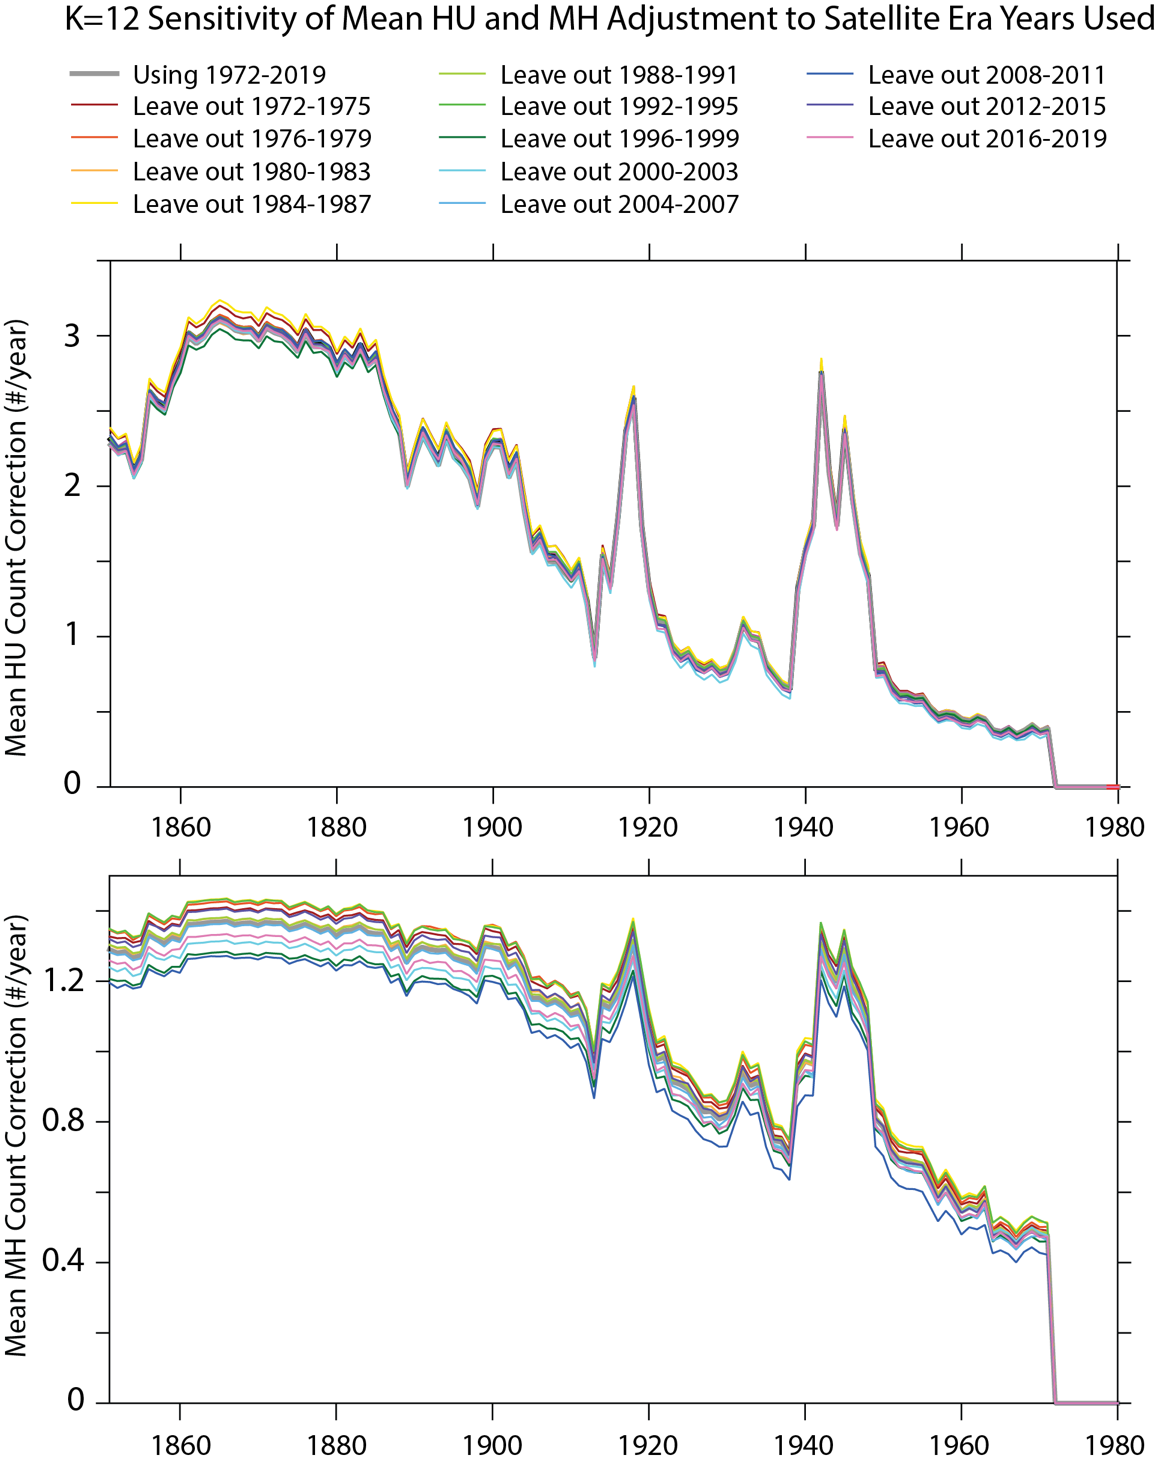 K=12 Sensitivity of Mean HU and MH Adjustment to Satellite Era Years Used
Using 1972-2019
Leave out 1972-1975
Leave out 1976-1979
Leave out 1980-1983
Leave out 1984-1987
Leave out 1988-1991
Leave out 1992-1995
Leave out 1996-1999
Leave out 2000-2003
Leave out 2004-2007
Leave out 2008-2011
Leave out 2012-2015
Leave out 2016-2019
Mean HU Count Correction (#/year)
3
2
1
0
1860 1880 1900 1920 1940 1960 1980
Mean MH Count Correction (#/year)
1.2
0.8
0.4
0
1860 1880 1900 1920 1940 1960 1980